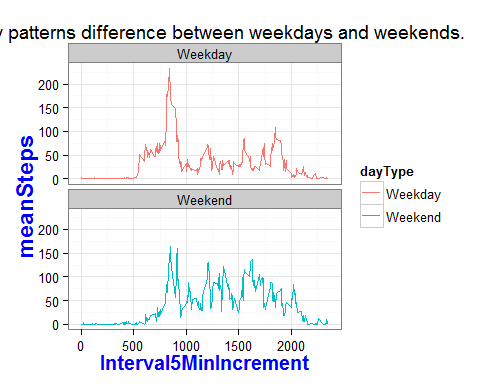 patterns difference between weekdays and weekends.
Weekday
200
150
100
50
0
Weekend
200
150
100
50
0
meanSteps
0 500 1000 1500 2000
Interval5MinIncrement
dayType
Weekday
Weekend